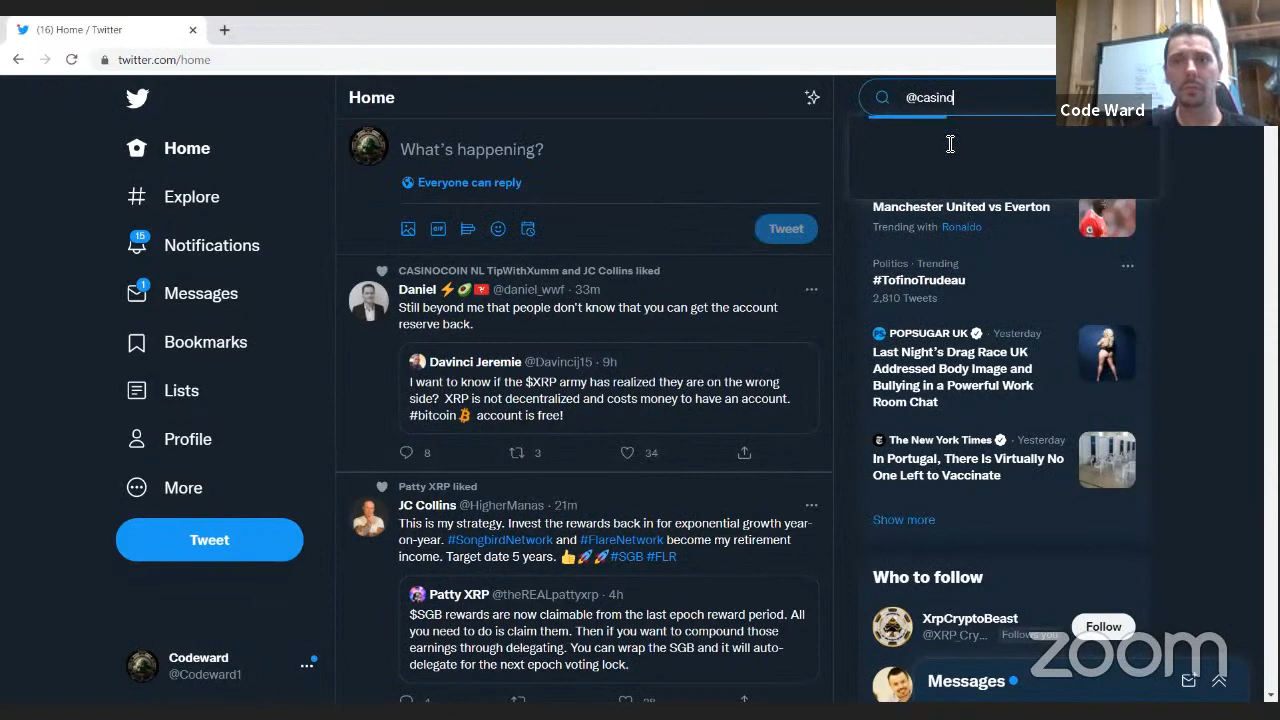 (16) Home / Twitter
twitter.com/home
Code Ward
Home
Explore
15
Notifications
1
Messages
Bookmarks
Lists
Profile
More
Tweet
Codeward
@Codeward1
Home
What's happening?
Everyone can reply
GIF
Tweet
CASINOCOIN NL TipWithXumm and JC Collins liked
Daniel ⚡🥑 @daniel_wwf · 33m
Still beyond me that people don't know that you can get the account
reserve back.
Davinci Jeremie @Davincij15 · 9h
I want to know if the $XRP army has realized they are on the wrong
side? XRP is not decentralized and costs money to have an account.
#bitcoin account is free!
8 3 34
Patty XRP liked
JC Collins @HigherManas · 21m
This is my strategy. Invest the rewards back in for exponential growth year-
on-year. #SongbirdNetwork and #FlareNetwork become my retirement
income. Target date 5 years. 👍🚀🚀#SGB #FLR
Patty XRP @theREALpattyxrp · 4h
$SGB rewards are now claimable from the last epoch reward period. All
you need to do is claim them. Then if you want to compound those
earnings through delegating. You can wrap the SGB and it will auto-
delegate for the next epoch voting lock.
@casino
Manchester United vs Everton
Trending with Ronaldo
Politics · Trending
#TofinoTrudeau
2,810 Tweets
POPSUGAR UK · Yesterday
Last Night's Drag Race UK
Addressed Body Image and
Bullying in a Powerful Work
Room Chat
The New York Times · Yesterday
In Portugal, There Is Virtually No
One Left to Vaccinate
Show more
Who to follow
XrpCryptoBeast
@XRP Cry... Follows you
Follow
zoom
Messages